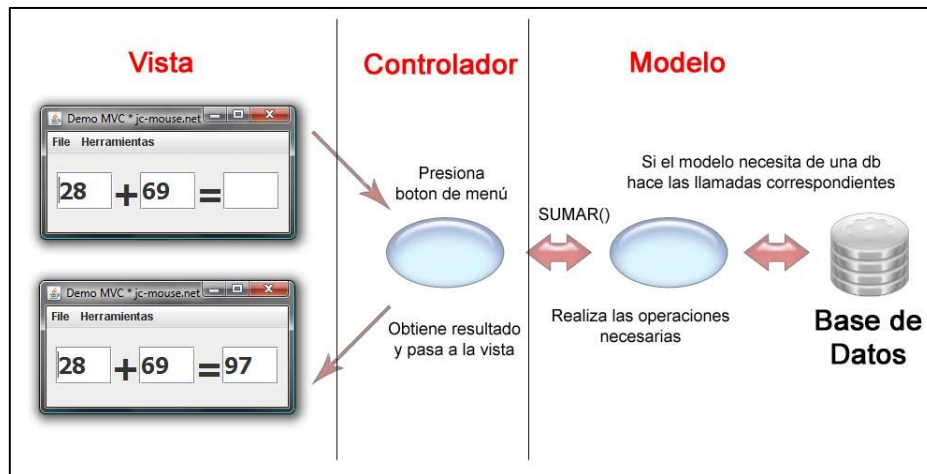 Vista
Controlador
Modelo
Demo MVC * jc-mouse.net
File Herramientas
28 + 69 =
Presiona
boton de menú
SUMAR()
Si el modelo necesita de una db
hace las llamadas correspondientes
Demo MVC * jc-mouse.net
File Herramientas
28 + 69 = 97
Obtiene resultado
y pasa a la vista
Realiza las operaciones
necesarias
Base de
Datos